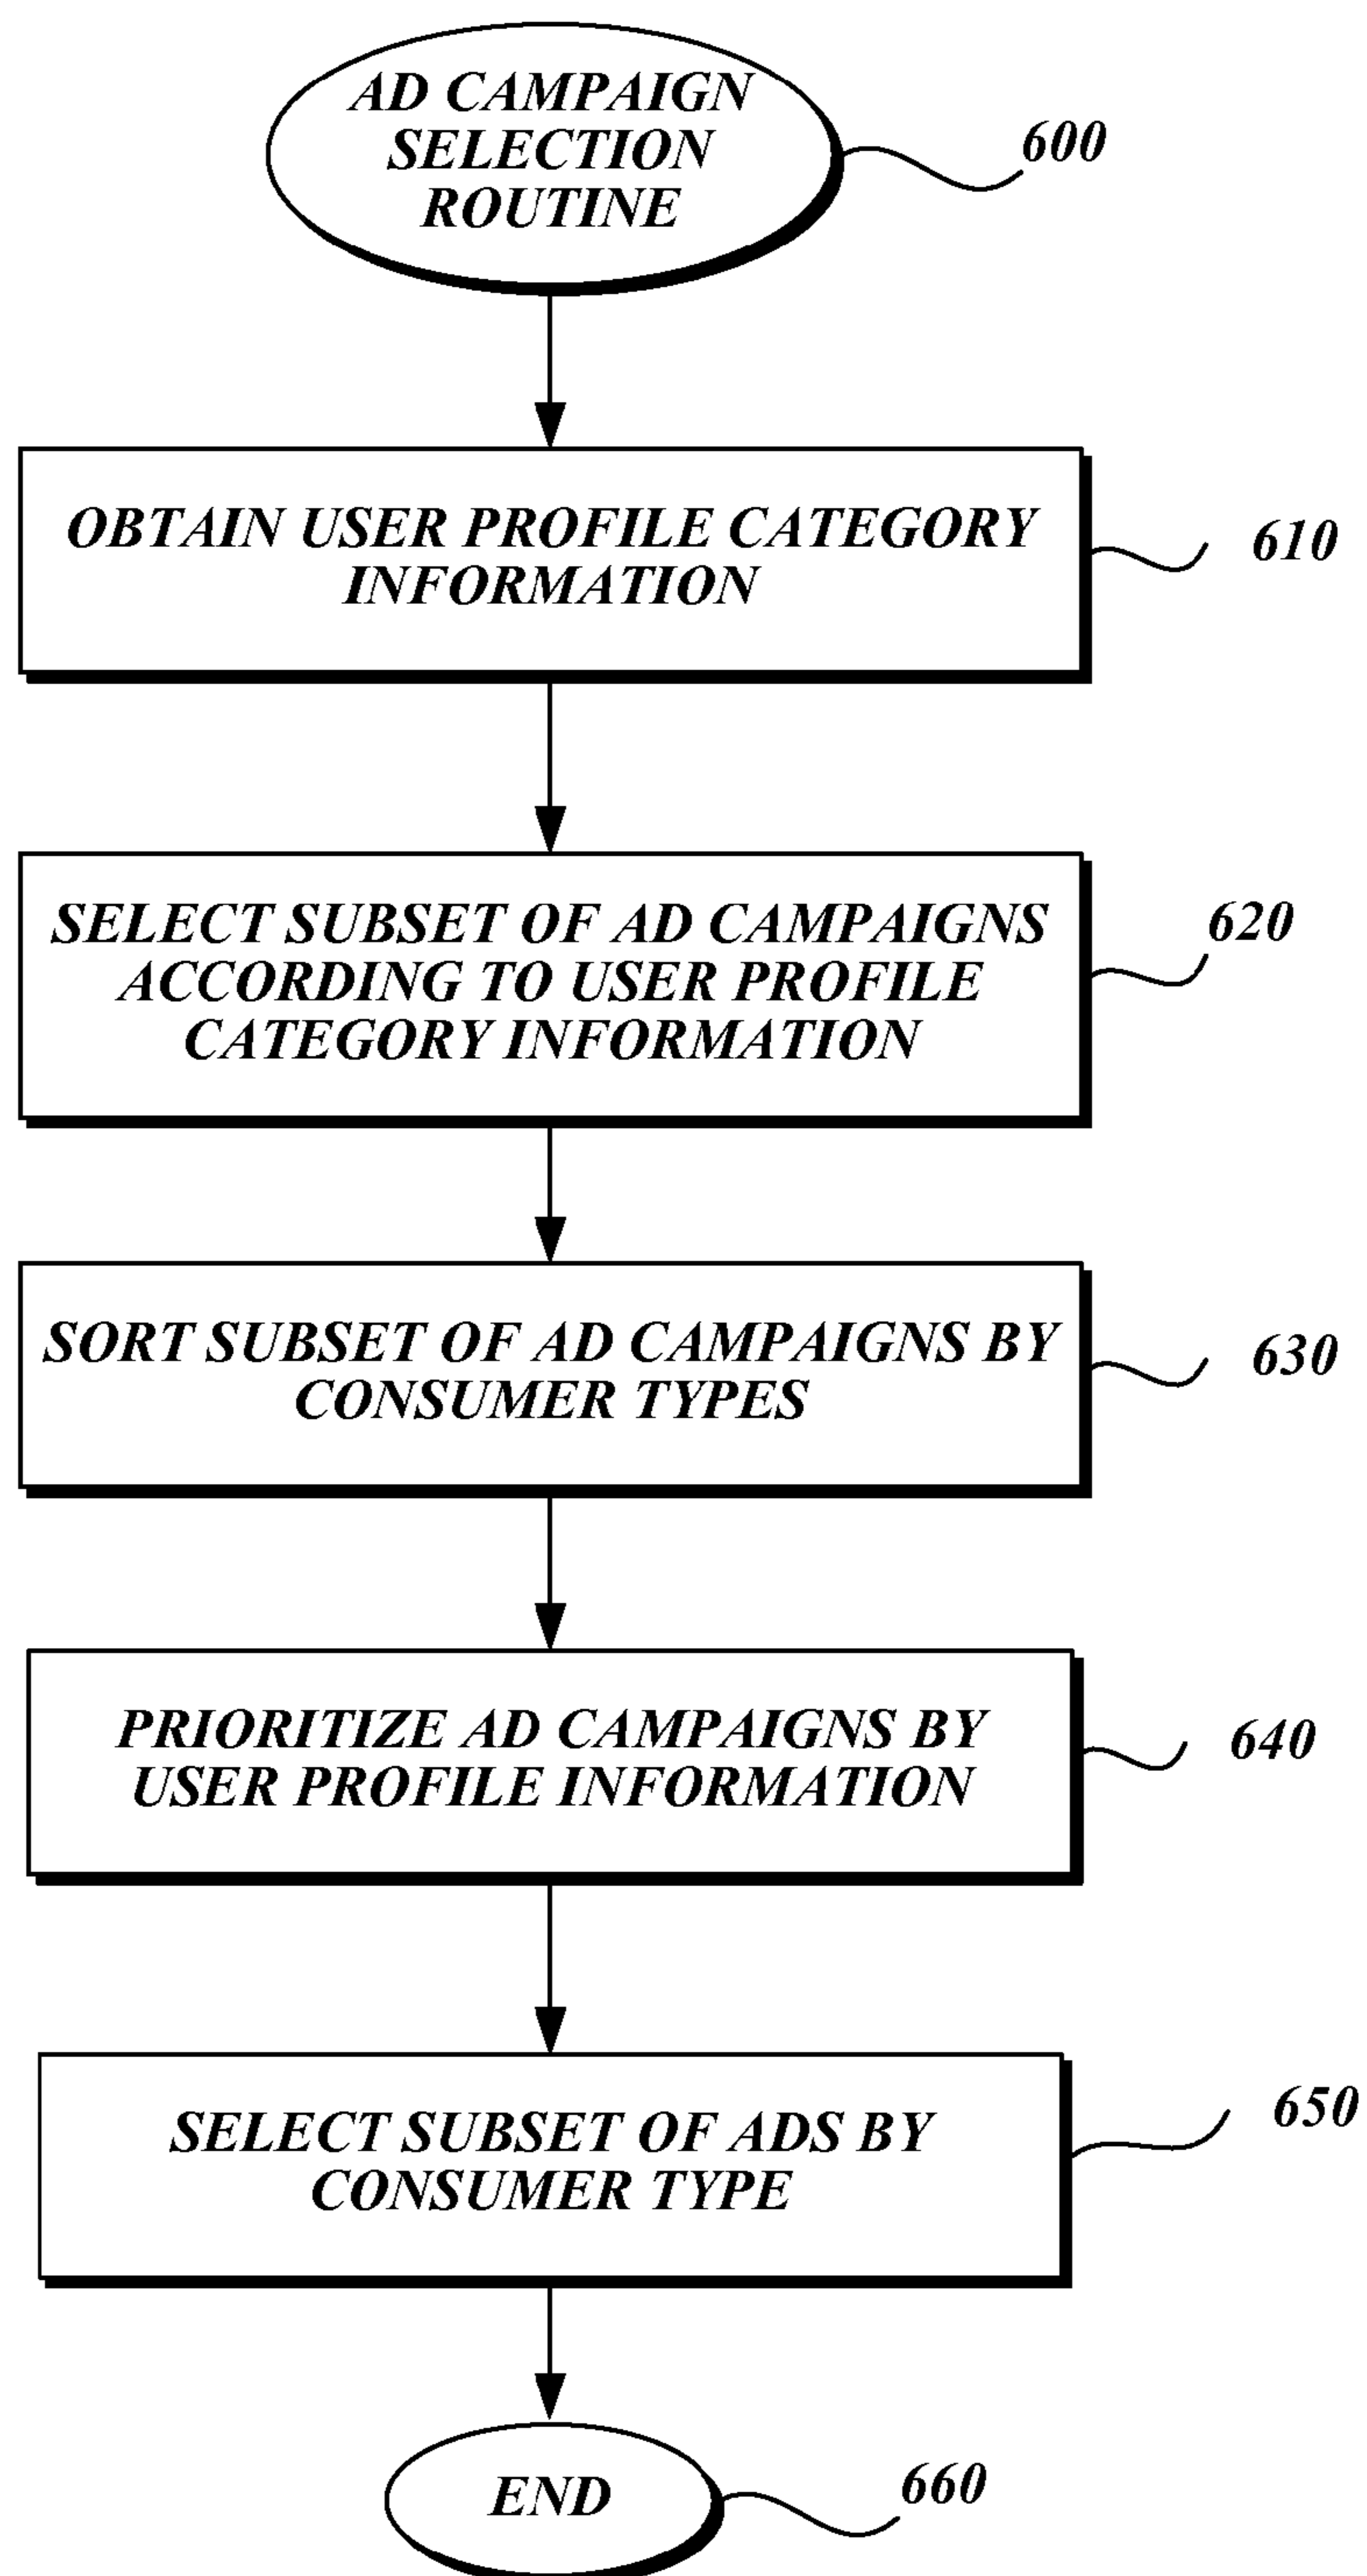 AD CAMPAIGN
SELECTION
ROUTINE
600
OBTAIN USER PROFILE CATEGORY
INFORMATION
610
SELECT SUBSET OF AD CAMPAIGNS
ACCORDING TO USER PROFILE
CATEGORY INFORMATION
620
SORT SUBSET OF AD CAMPAIGNS BY
CONSUMER TYPES
630
PRIORITIZE AD CAMPAIGNS BY
USER PROFILE INFORMATION
640
SELECT SUBSET OF ADS BY
CONSUMER TYPE
650
END
660